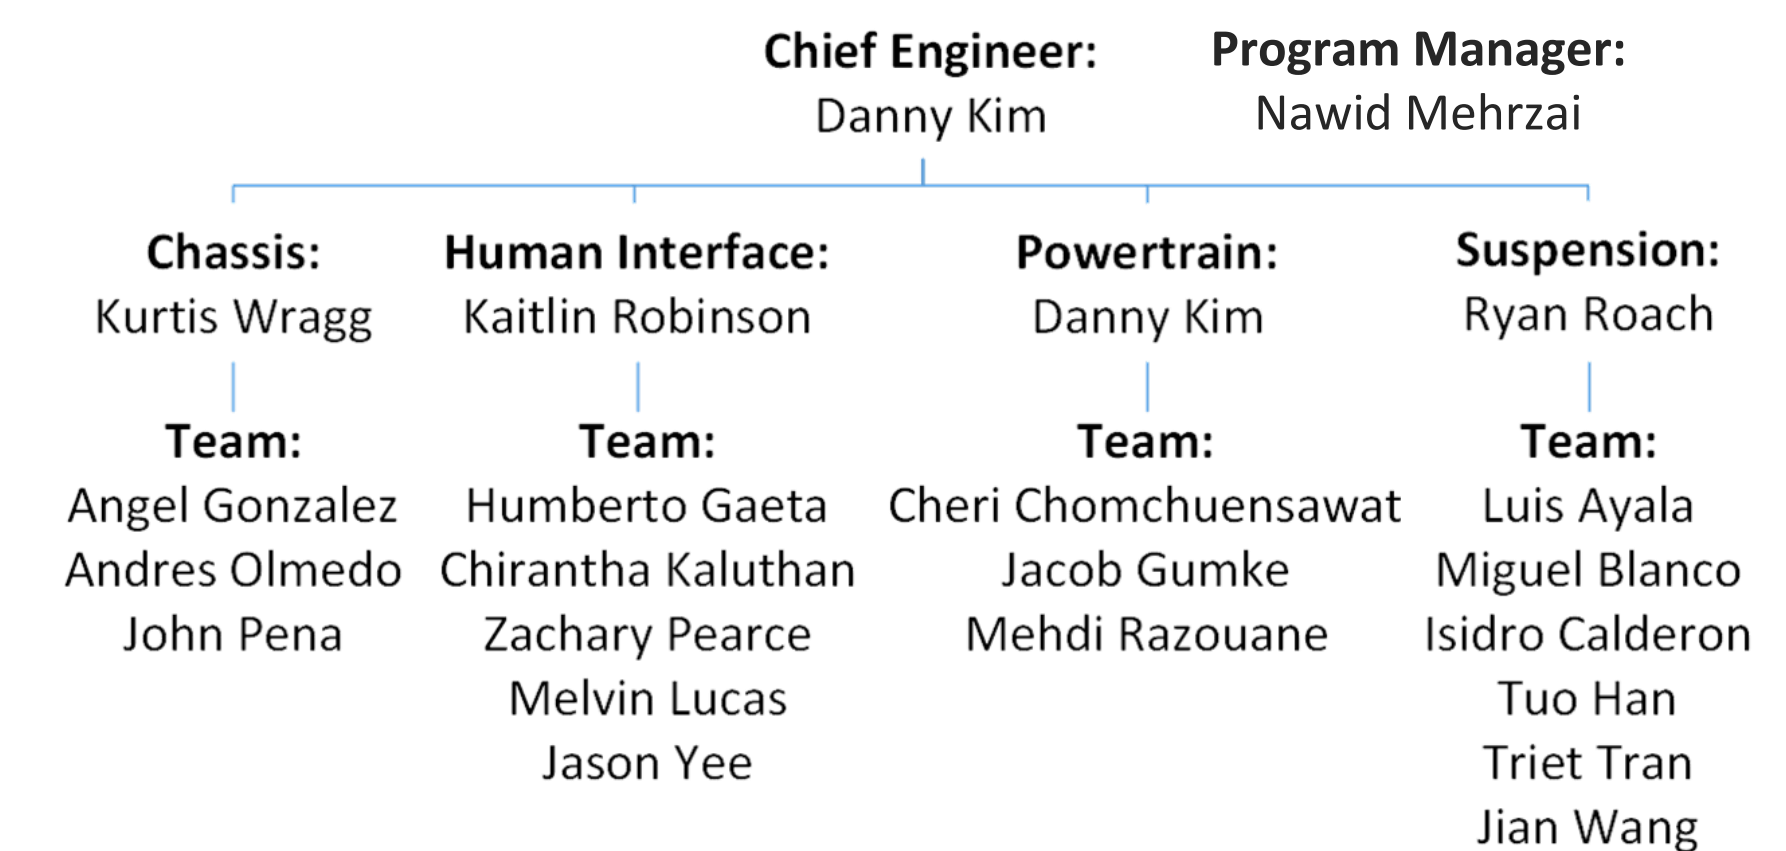 Chief Engineer:
Danny Kim
Program Manager:
Nawid Mehrzai
Chassis:
Kurtis Wragg
Human Interface:
Kaitlin Robinson
Powertrain:
Danny Kim
Suspension:
Ryan Roach
Team:
Angel Gonzalez
Andres Olmedo
John Pena
Team:
Humberto Gaeta
Chirantha Kaluthan
Zachary Pearce
Melvin Lucas
Jason Yee
Team:
Cheri Chomchuensawat
Jacob Gumke
Mehdi Razouane
Team:
Luis Ayala
Miguel Blanco
Isidro Calderon
Tuo Han
Triet Tran
Jian Wang